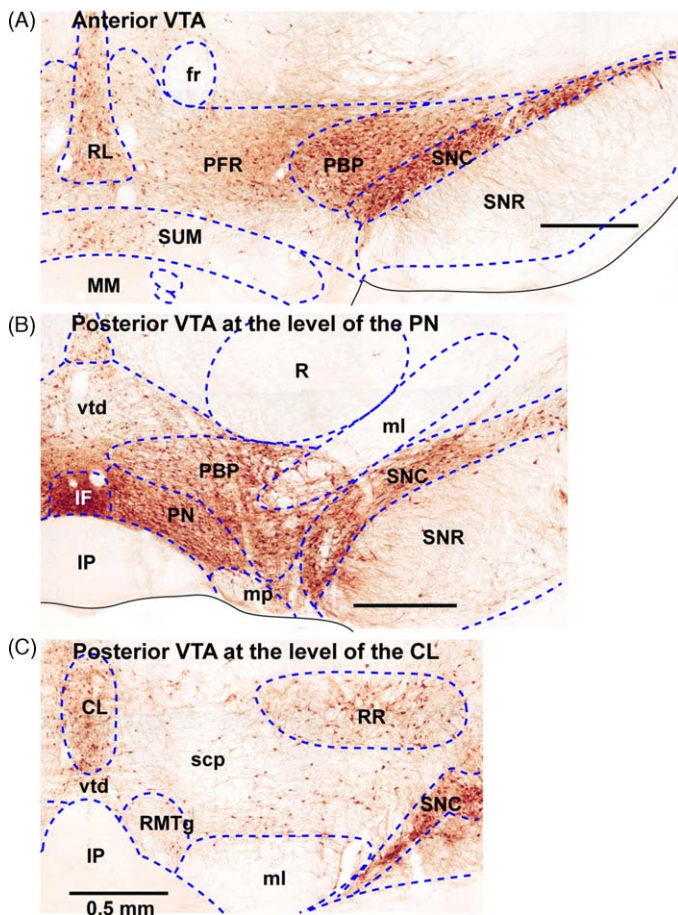 (A) Anterior VTA
fr
RL
PFR
PBP
SNC
SNR
SUM
MM
(B) Posterior VTA at the level of the PN
R
vtd
ml
PBP
SNC
IF
PN
SNR
IP
mp
(C) Posterior VTA at the level of the CL
CL
RR
scp
vtd
SNC
RMTg
IP
ml
0.5 mm